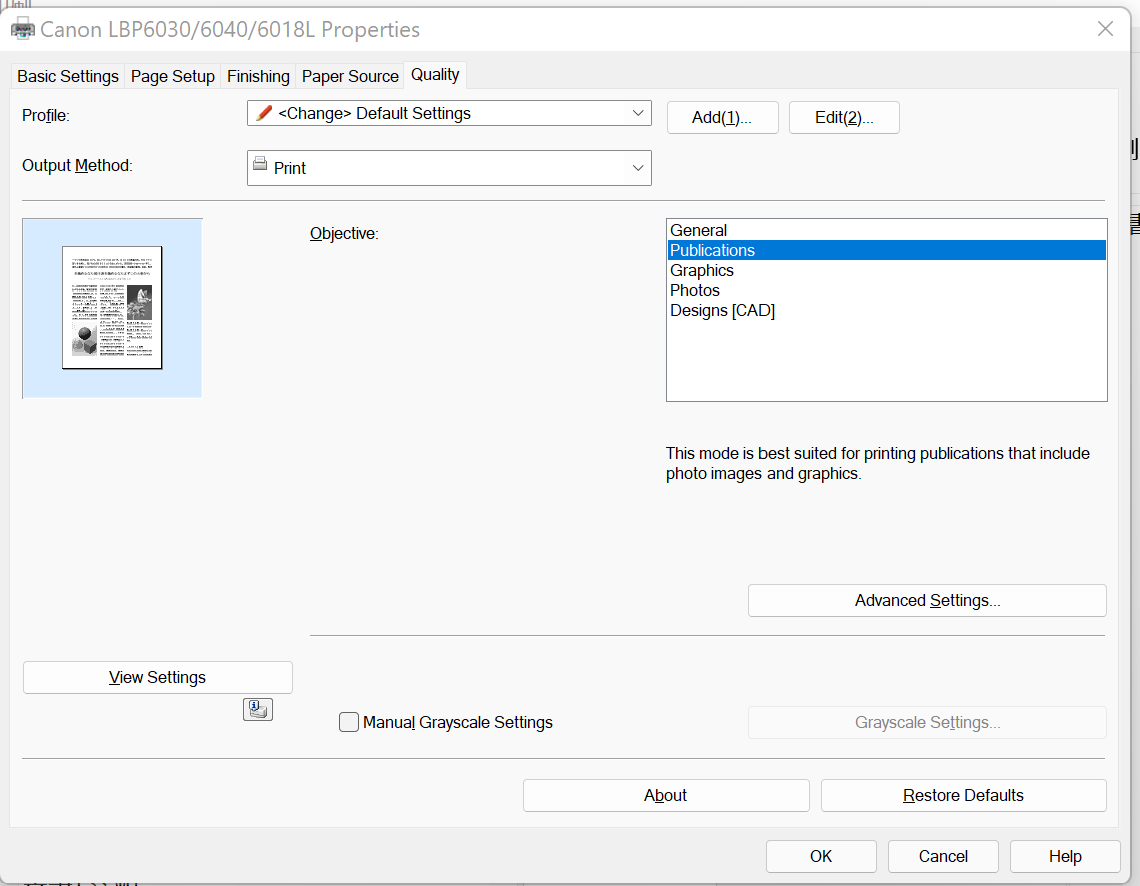 Canon LBP6030/6040/6018L Properties
Basic Settings Page Setup Finishing Paper Source Quality
Profile: <Change> Default Settings Add(1)... Edit(2)...
Output Method: Print
Objective:
General
Publications
Graphics
Photos
Designs [CAD]
This mode is best suited for printing publications that include
photo images and graphics.
Advanced Settings...
View Settings
Manual Grayscale Settings Grayscale Settings...
About Restore Defaults
OK Cancel Help